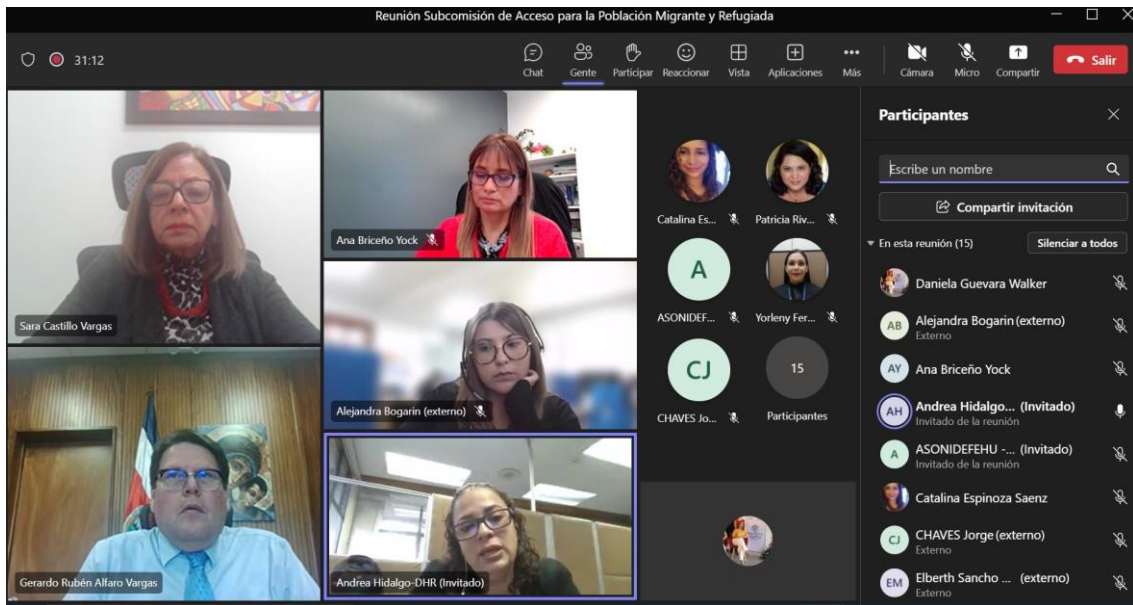 Reunión Subcomisión de Acceso para la Población Migrante y Refugiada
31:12
Chat
Gente
Participar
Reaccionar
Vista
Aplicaciones
Más
Cámara
Micro
Compartir
Salir
Sara Castillo Vargas
Ana Briceño Yock
Alejandra Bogarin (externo)
Gerardo Rubén Alfaro Vargas
Andrea Hidalgo-DHR (Invitado)
Catalina Es...
Patricia Riv...
A
ASONIDEF...
Yorleny Fer...
CJ
CHAVES Jo...
15
Participantes
Participantes
Escribe un nombre
Compartir invitación
En esta reunión (15)
Silenciar a todos
Daniela Guevara Walker
AB
Alejandra Bogarin (externo)
Externo
AY
Ana Briceño Yock
AH
Andrea Hidalgo... (Invitado)
Invitado de la reunión
A
ASONIDEFEHU -... (Invitado)
Invitado de la reunión
Catalina Espinoza Saenz
CJ
CHAVES Jorge (externo)
Externo
EM
Elberth Sancho ... (externo)
Externo